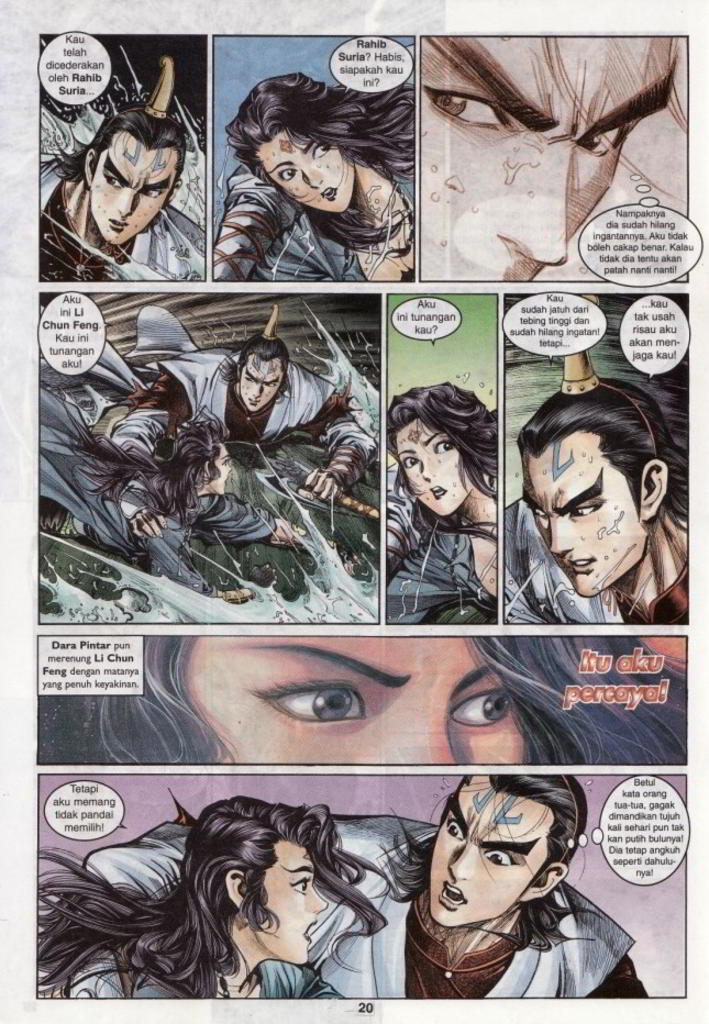 Kau
telah
dicederakan
oleh Rahib
Suria...
Rahib
Suria? Habis,
siapakah kau
ini?
Nampaknya
dia sudah hilang
ingantannya. Aku tidak
boleh cakap benar. Kalau
tidak dia tentu akan
patah nanti nanti!
Aku
ini Li
Chun Feng.
Kau ini
tunangan
aku!
Aku
ini tunangan
kau?
Kau
sudah jatuh dari
tebing tinggi dan
sudah hilang ingatan!
tetapi...
...kau
tak usah
risau aku
akan men-
jaga kau!
Dara Pintar pun
merenung Li Chun
Feng dengan matanya
yang penuh keyakinan.
Itu aku
percaya!
Tetapi
aku memang
tidak pandai
memilih!
Betul
kata orang
tua-tua, gagak
dimandikan tujuh
kali sehari pun tak
kan putih bulunya!
Dia tetap angkuh
seperti dahulu-
nya!
20